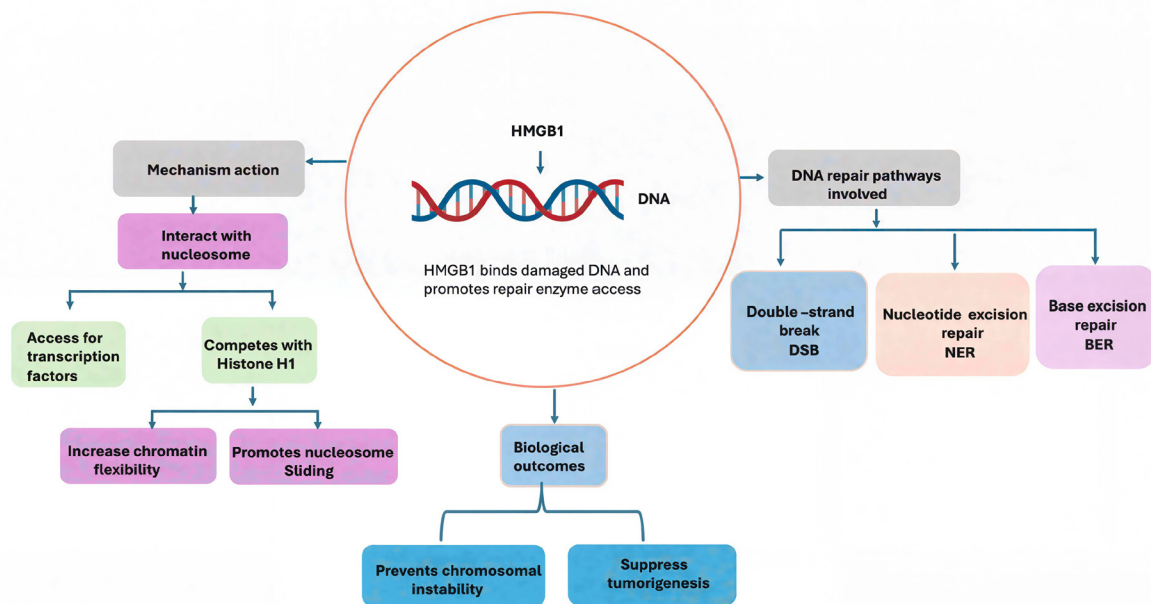 HMGB1
DNA
HMGB1 binds damaged DNA and
promotes repair enzyme access
Mechanism action
Interact with
nucleosome
Access for
transcription
factors
Competes with
Histone H1
Increase chromatin
flexibility
Promotes nucleosome
Sliding
DNA repair pathways
involved
Double –strand
break
DSB
Nucleotide excision
repair
NER
Base excision
repair
BER
Biological
outcomes
Prevents chromosomal
instability
Suppress
tumorigenesis